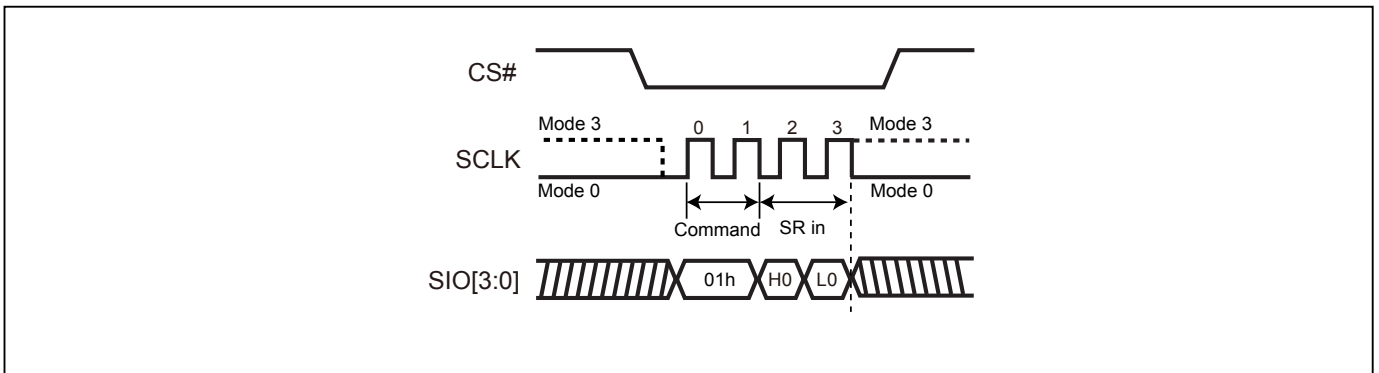 CS#
Mode 3 0 1 2 3 Mode 3
SCLK
Mode 0 Mode 0
Command SR in
SIO[3:0] 01h H0 L0